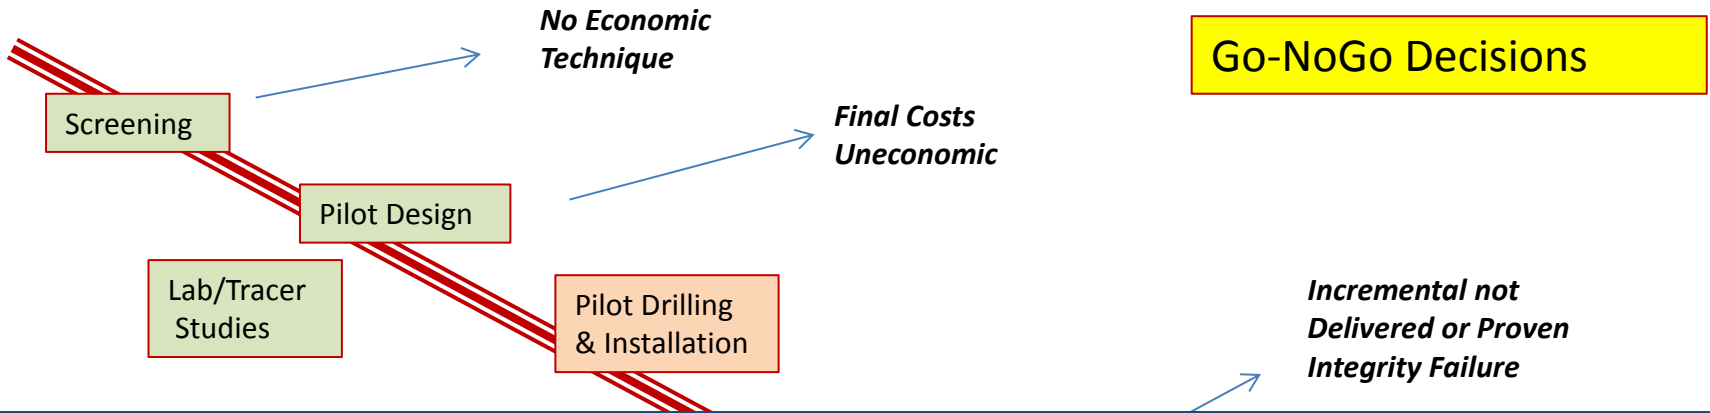 No Economic
Technique
Go-NoGo Decisions
Screening
Final Costs
Uneconomic
Pilot Design
Lab/Tracer
Studies
Pilot Drilling
& Installation
Incremental not
Delivered or Proven
Integrity Failure